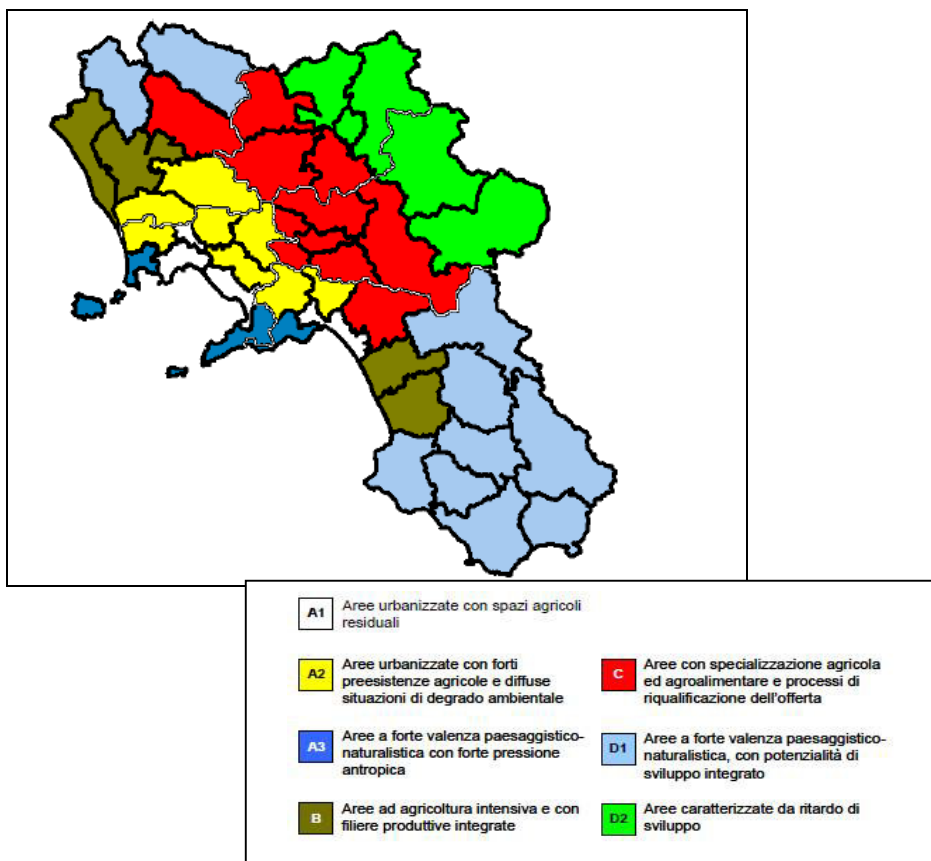 A1 Aree urbanizzate con spazi agricoli
residuali
A2 Aree urbanizzate con forti
preesistenze agricole e diffuse
situazioni di degrado ambientale
A3 Aree a forte valenza paesaggistico-
naturalistica con forte pressione
antropica
B Aree ad agricoltura intensiva e con
filiere produttive integrate
C Aree con specializzazione agricola
ed agroalimentare e processi di
riqualificazione dell'offerta
D1 Aree a forte valenza paesaggistico-
naturalistica, con potenzialità di
sviluppo integrato
D2 Aree caratterizzate da ritardo di
sviluppo